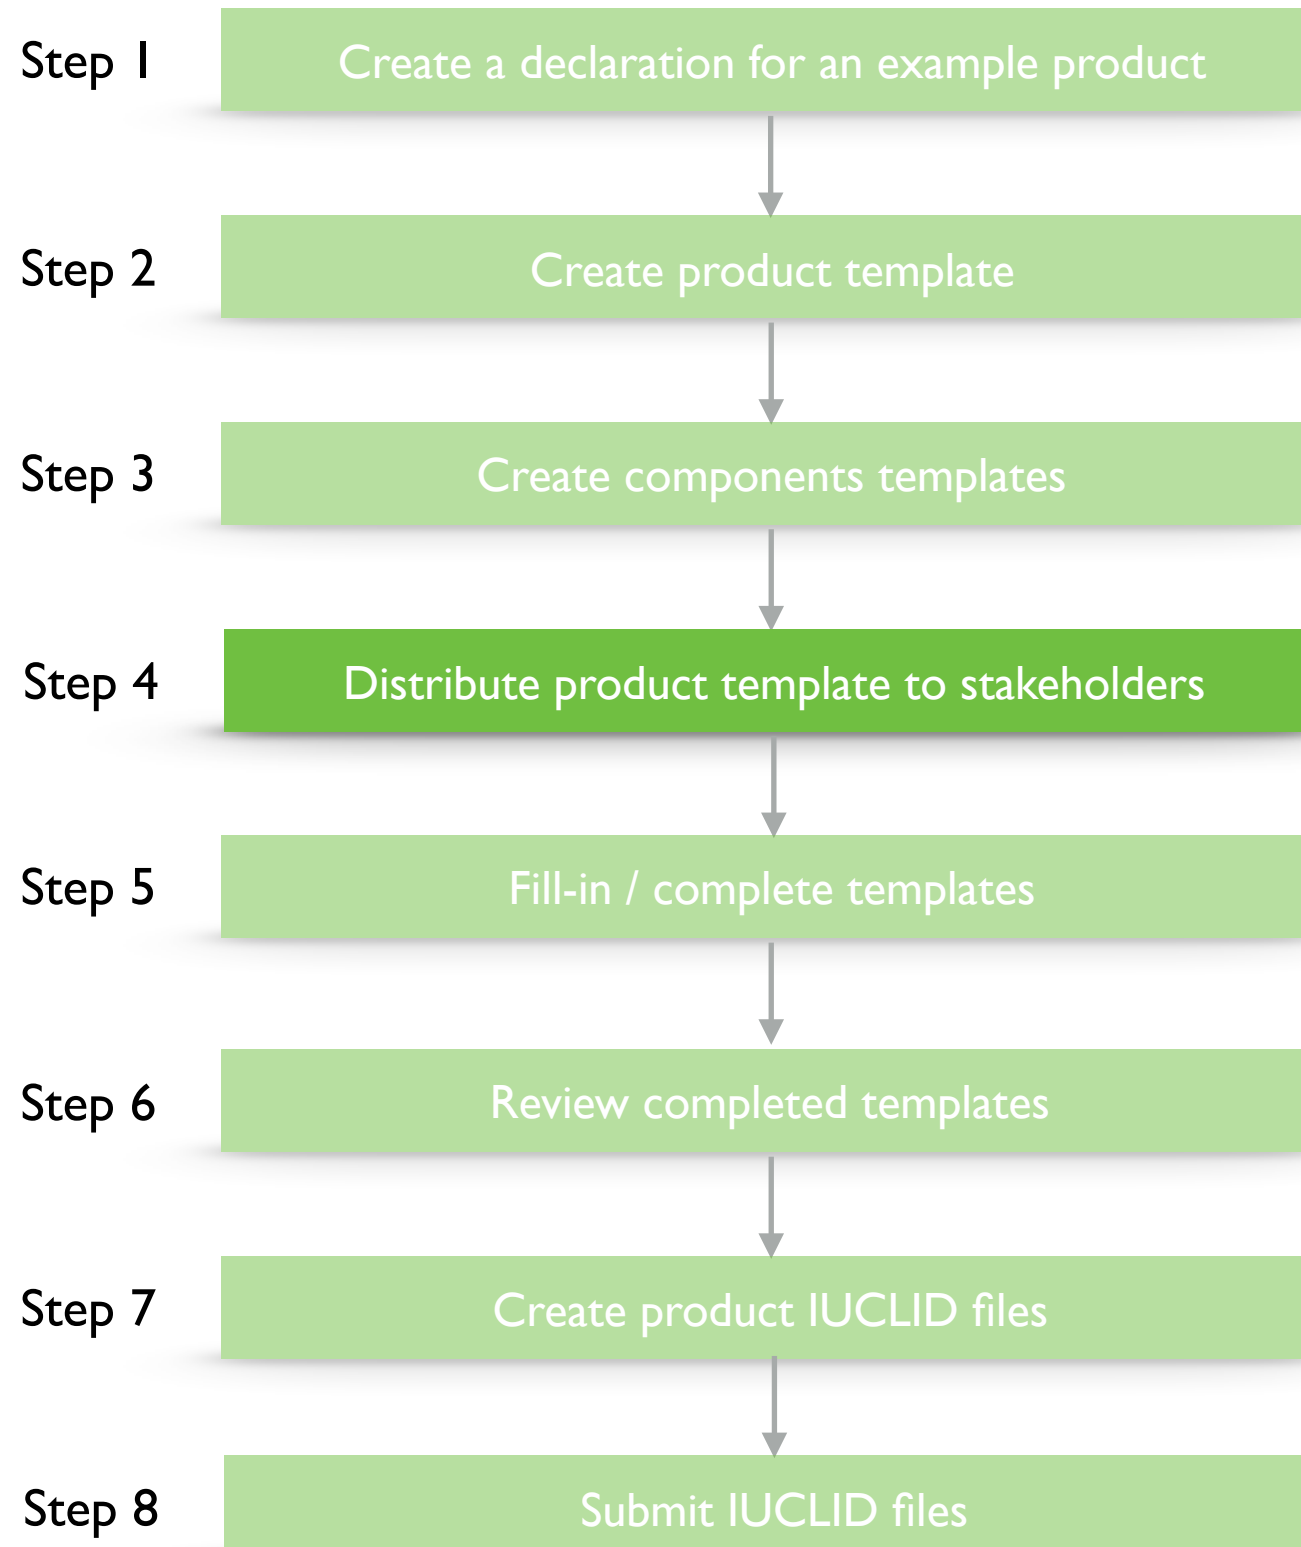 Step 1
Create a declaration for an example product
Step 2
Create product template
Step 3
Create components templates
Step 4
Distribute product template to stakeholders
Step 5
Fill-in / complete templates
Step 6
Review completed templates
Step 7
Create product IUCLID files
Step 8
Submit IUCLID files